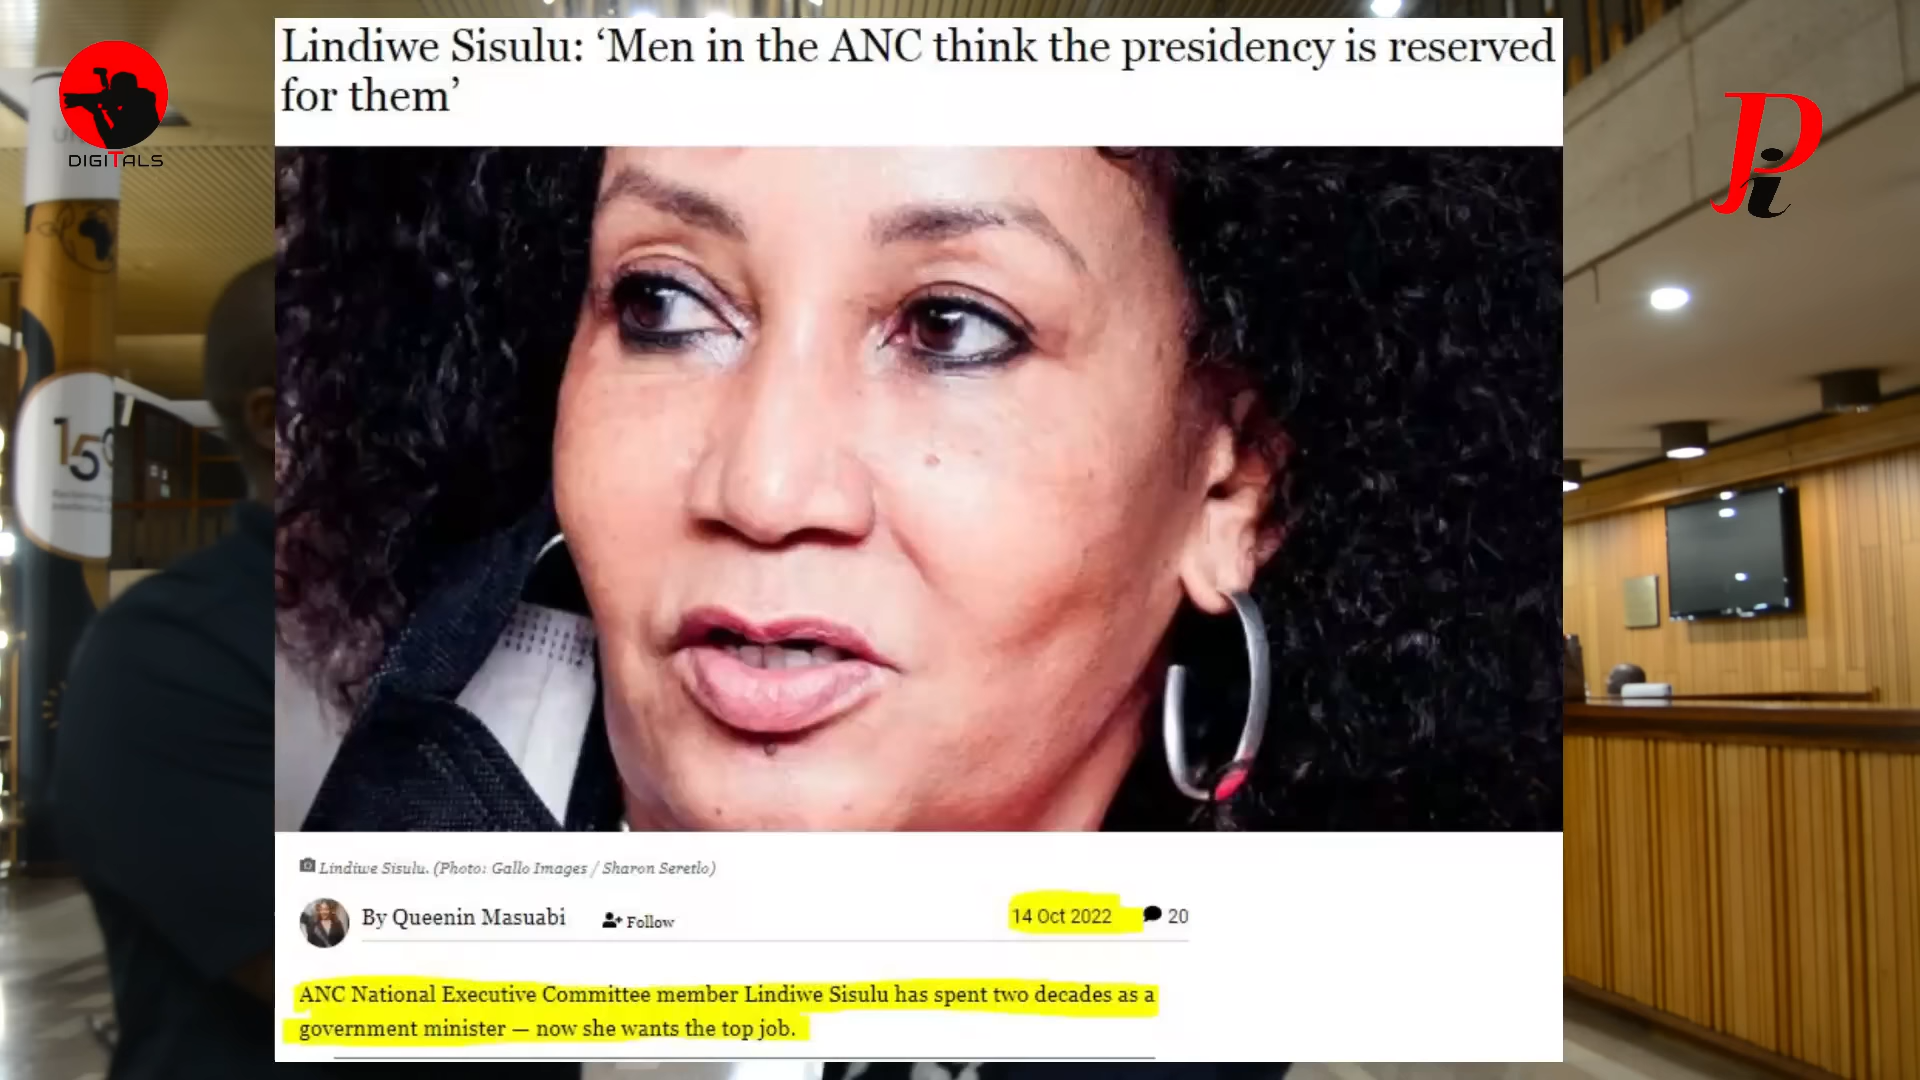 Lindiwe Sisulu: ‘Men in the ANC think the presidency is reserved
for them’
DIGITALS
Pi
150
Lindiwe Sisulu. (Photo: Gallo Images / Sharon Seretlo)
By Queenin Masuabi
Follow
14 Oct 2022
20
ANC National Executive Committee member Lindiwe Sisulu has spent two decades as a
government minister — now she wants the top job.